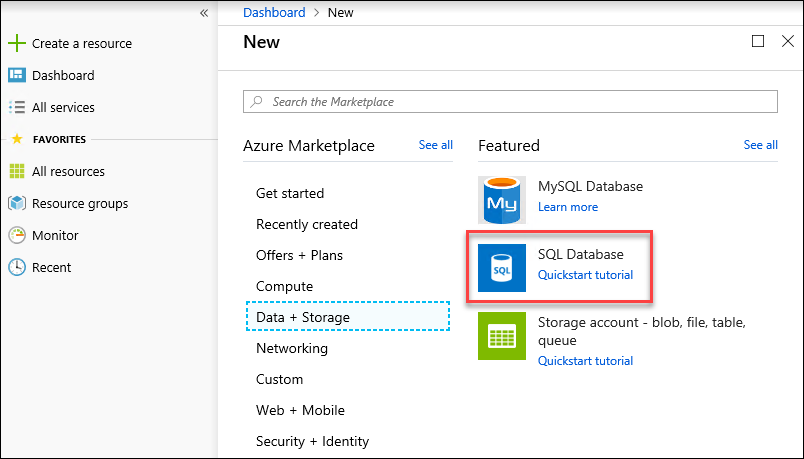 «
Create a resource
Dashboard
All services
FAVORITES
All resources
Resource groups
Monitor
Recent
Dashboard > New
New
Search the Marketplace
Azure Marketplace See all
Get started
Recently created
Offers + Plans
Compute
Data + Storage
Networking
Custom
Web + Mobile
Security + Identity
Featured See all
My
MySQL Database
Learn more
SQL
SQL Database
Quickstart tutorial
Storage account - blob, file, table,
queue
Quickstart tutorial